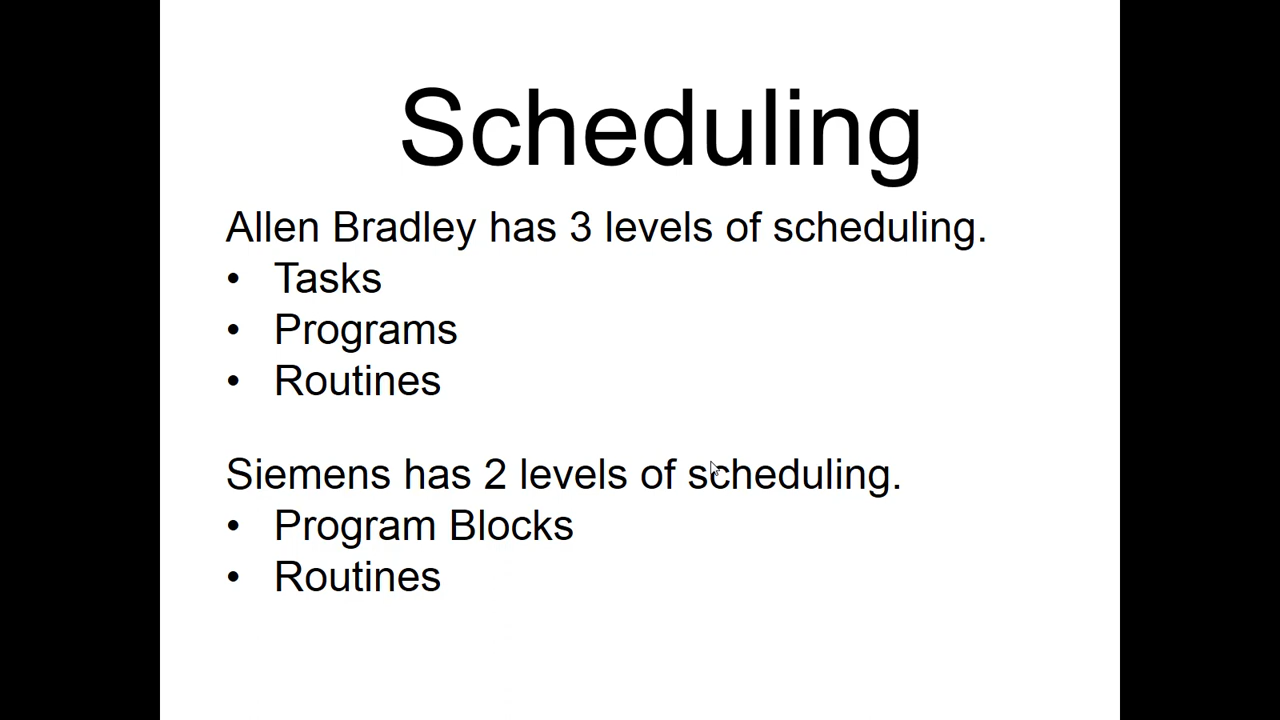 Scheduling
Allen Bradley has 3 levels of scheduling.
• Tasks
• Programs
• Routines
Siemens has 2 levels of scheduling.
• Program Blocks
• Routines